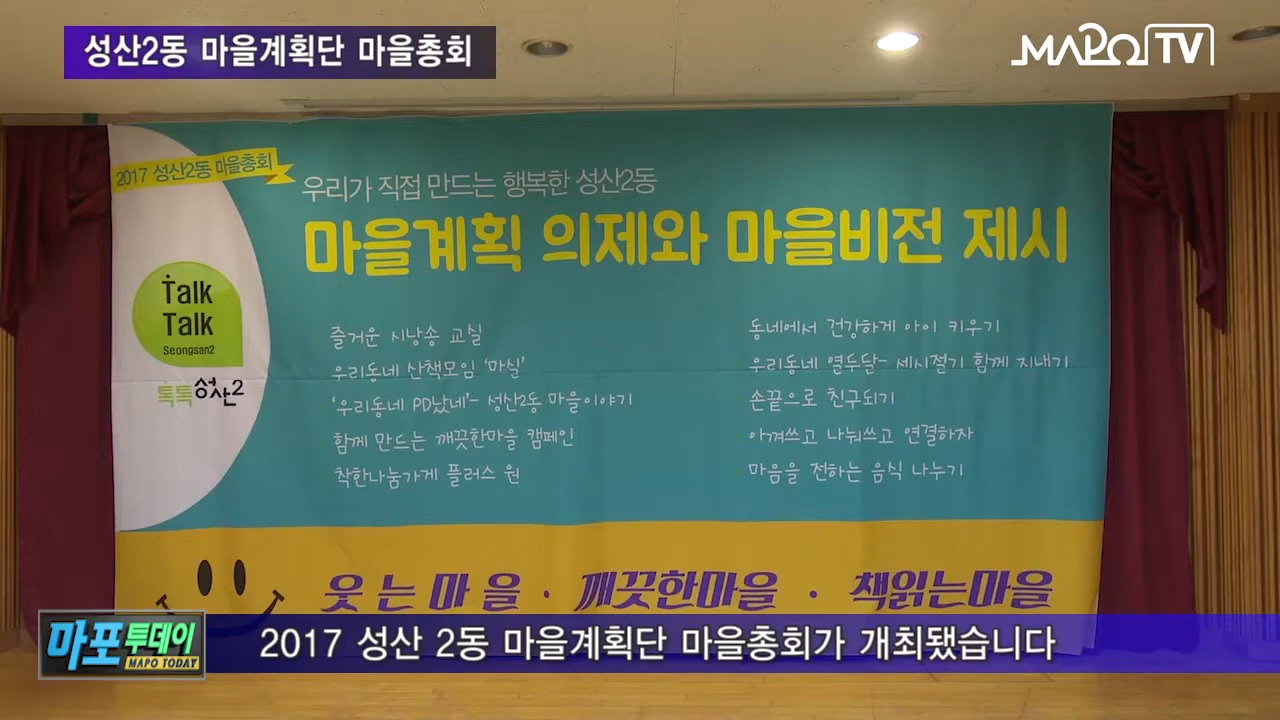 성산2동 마을계획단 마을총회
MAPO TV
2017 성산2동 마을총회
우리가 직접 만드는 행복한 성산2동
마을계획 의제와 마을비전 제시
Talk
Talk
Seongsan2
톡톡성산2
즐거운 시낭송 교실
우리동네 산책모임 '마실'
'우리동네 PD났네'- 성산2동 마을이야기
함께 만드는 깨끗한마을 캠페인
착한나눔가게 플러스 원
동네에서 건강하게 아이 키우기
우리동네 열두달- 세시절기 함께 지내기
손끝으로 친구되기
아껴쓰고 나눠쓰고 연결하자
마음을 전하는 음식 나누기
웃는마을 · 깨끗한마을 · 책읽는마을
마포투데이
MAPO TODAY
2017 성산 2동 마을계획단 마을총회가 개최됐습니다